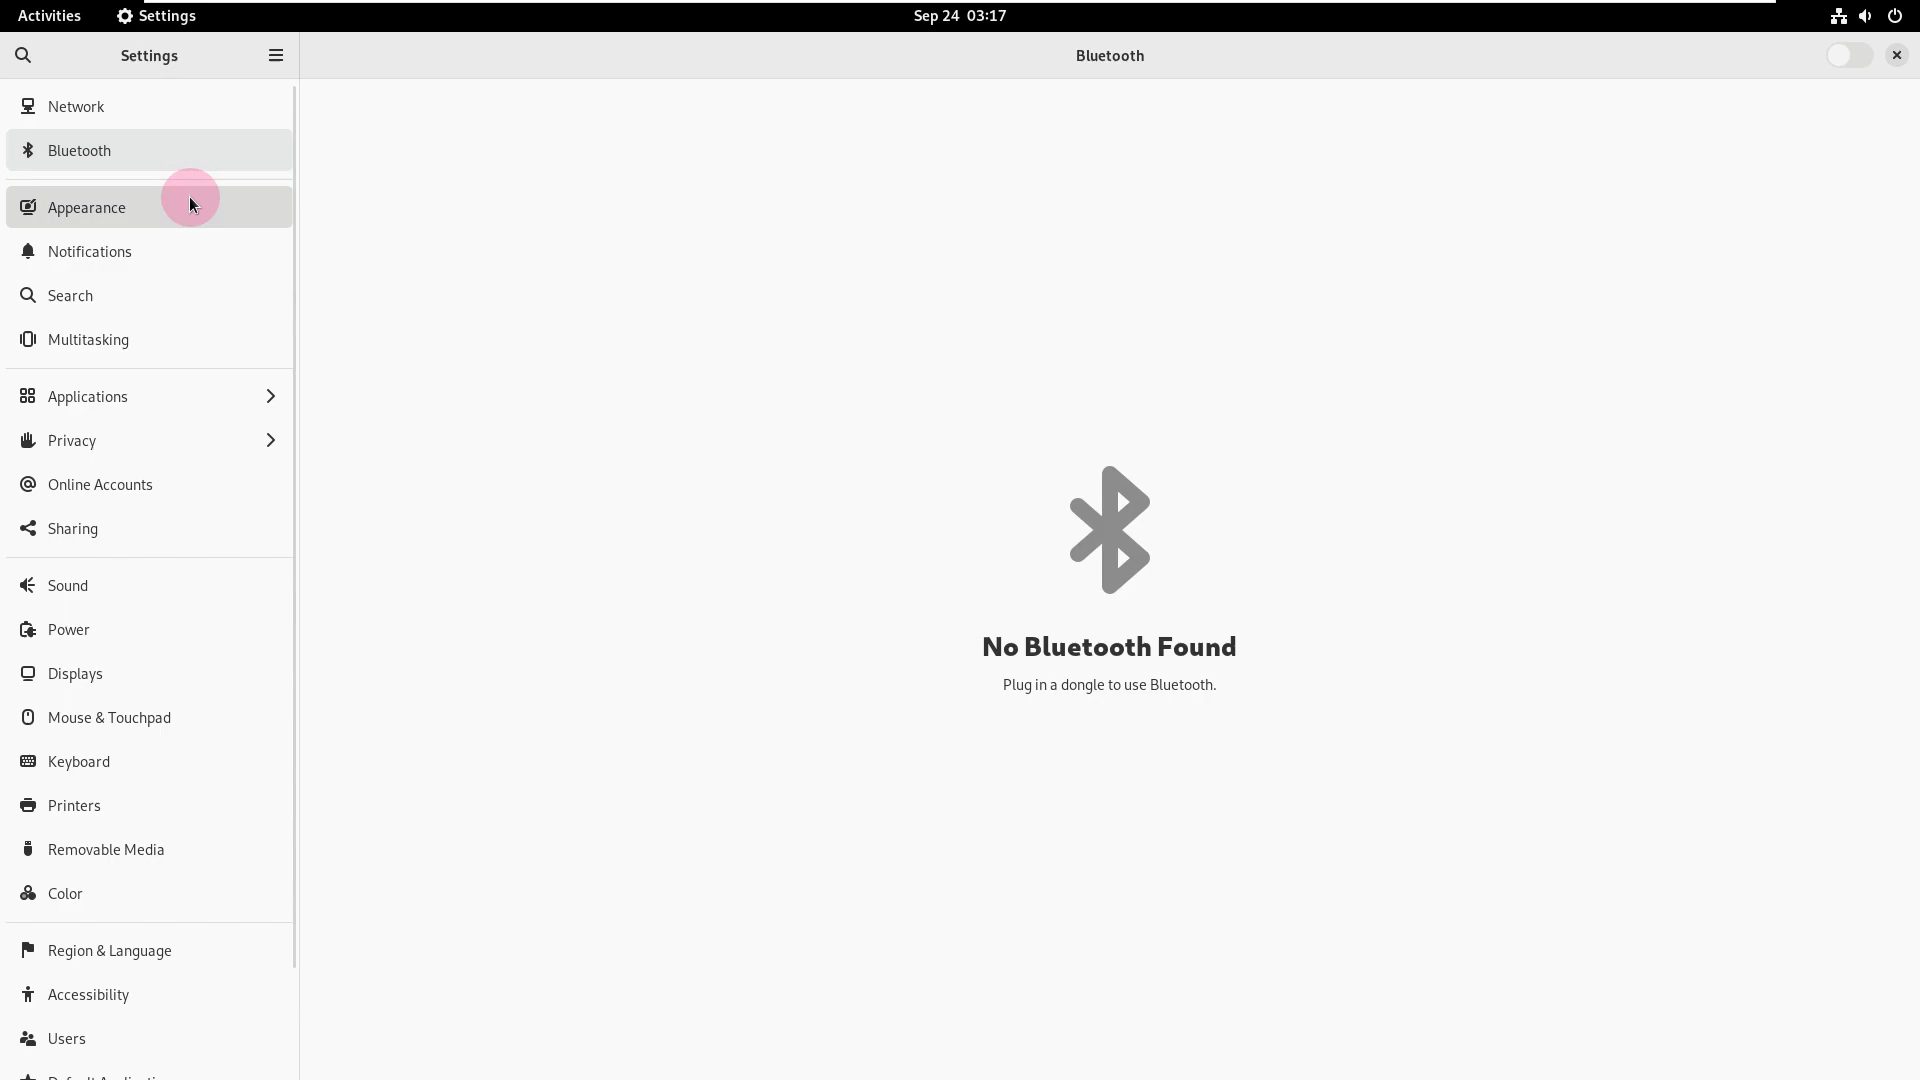 Activities Settings Sep 24 03:17
Settings Bluetooth
Network
Bluetooth
Appearance
Notifications
Search
Multitasking
Applications
Privacy
Online Accounts
Sharing
Sound
Power
Displays
Mouse & Touchpad
Keyboard
Printers
Removable Media
Color
Region & Language
Accessibility
Users
No Bluetooth Found
Plug in a dongle to use Bluetooth.